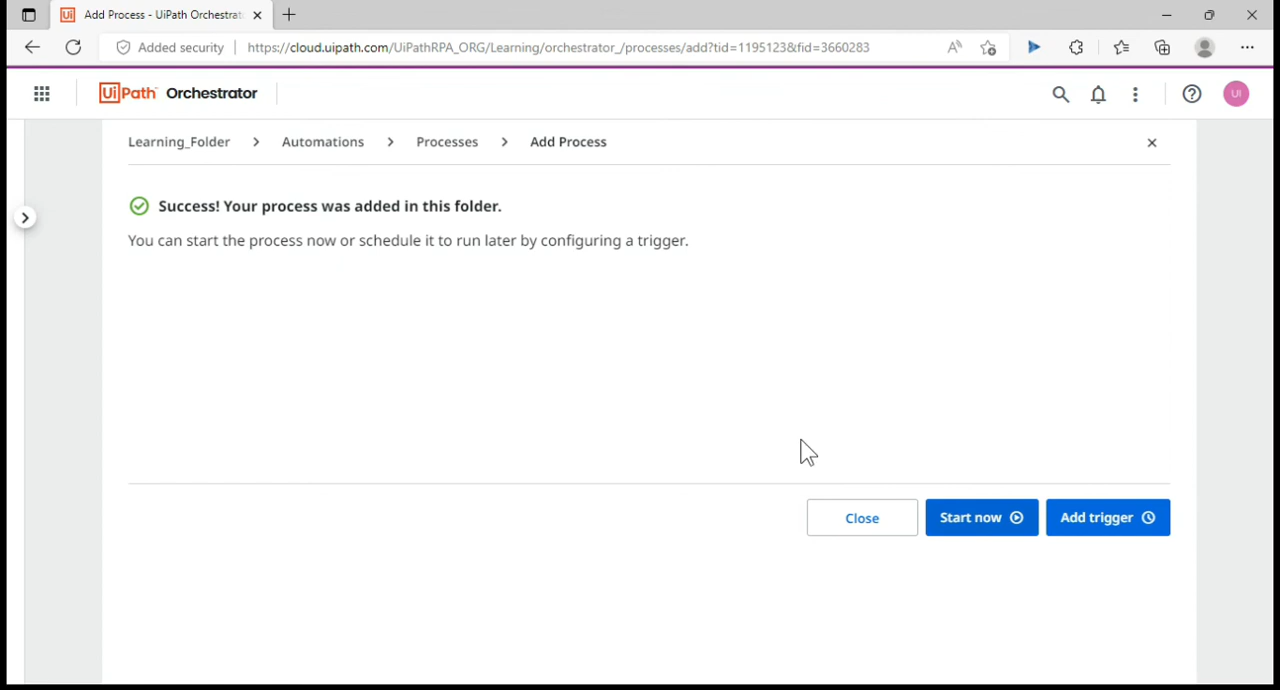 Add Process - UiPath Orchestrat
Added security
https://cloud.uipath.com/UiPathRPA_ORG/Learning/orchestrator_/processes/add?tid=1195123&fid=3660283
UiPath Orchestrator
UI
Learning_Folder > Automations > Processes > Add Process
Success! Your process was added in this folder.
You can start the process now or schedule it to run later by configuring a trigger.
Close
Start now
Add trigger